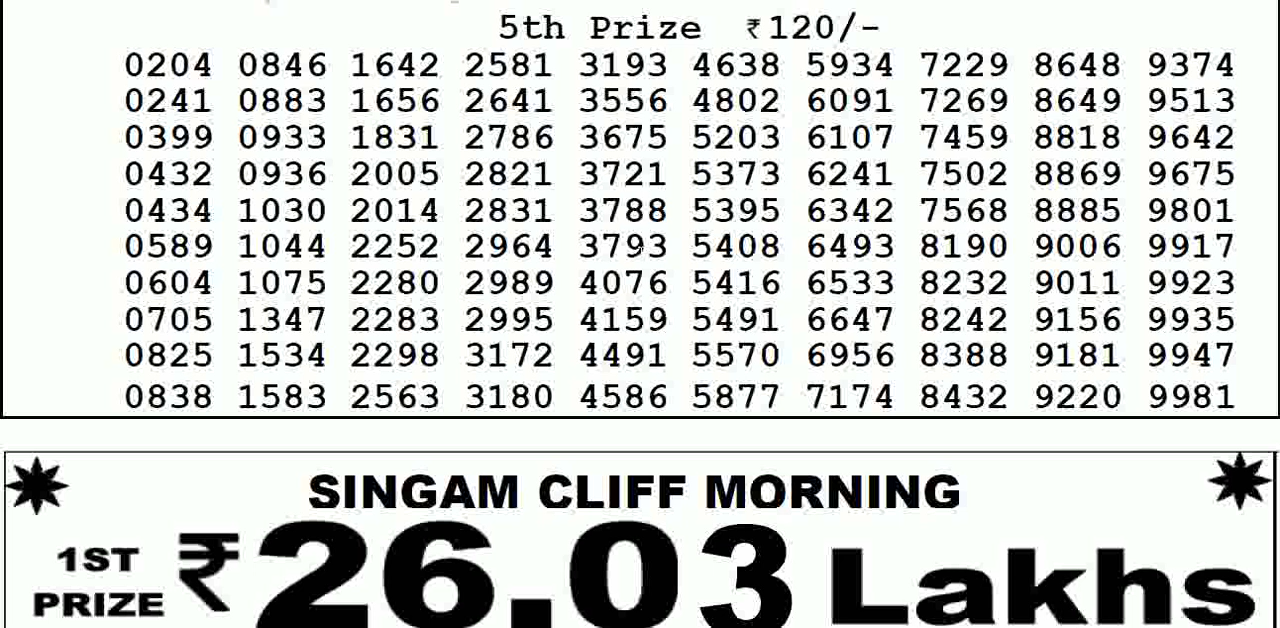 5th Prize ₹120/-
0204 0846 1642 2581 3193 4638 5934 7229 8648 9374
0241 0883 1656 2641 3556 4802 6091 7269 8649 9513
0399 0933 1831 2786 3675 5203 6107 7459 8818 9642
0432 0936 2005 2821 3721 5373 6241 7502 8869 9675
0434 1030 2014 2831 3788 5395 6342 7568 8885 9801
0589 1044 2252 2964 3793 5408 6493 8190 9006 9917
0604 1075 2280 2989 4076 5416 6533 8232 9011 9923
0705 1347 2283 2995 4159 5491 6647 8242 9156 9935
0825 1534 2298 3172 4491 5570 6956 8388 9181 9947
0838 1583 2563 3180 4586 5877 7174 8432 9220 9981
SINGAM CLIFF MORNING
1ST PRIZE ₹26.03 Lakhs